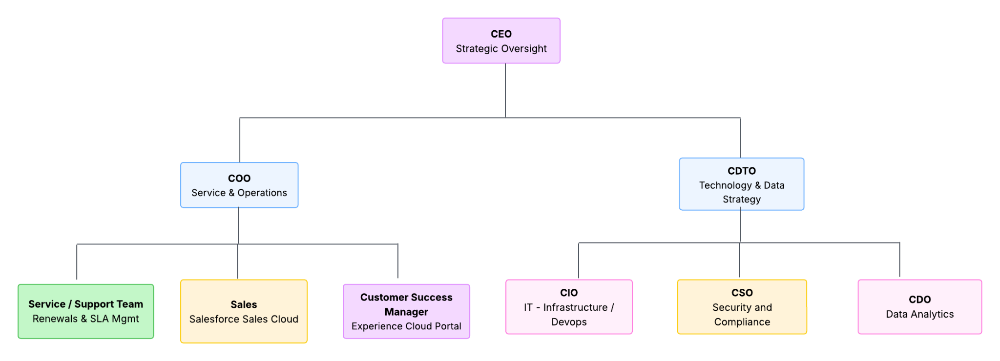 CEO
Strategic Oversight
COO
Service & Operations
CDTO
Technology & Data
Strategy
Service / Support Team
Renewals & SLA Mgmt
Sales
Salesforce Sales Cloud
Customer Success
Manager
Experience Cloud Portal
CIO
IT - Infrastructure /
Devops
CSO
Security and
Compliance
CDO
Data Analytics